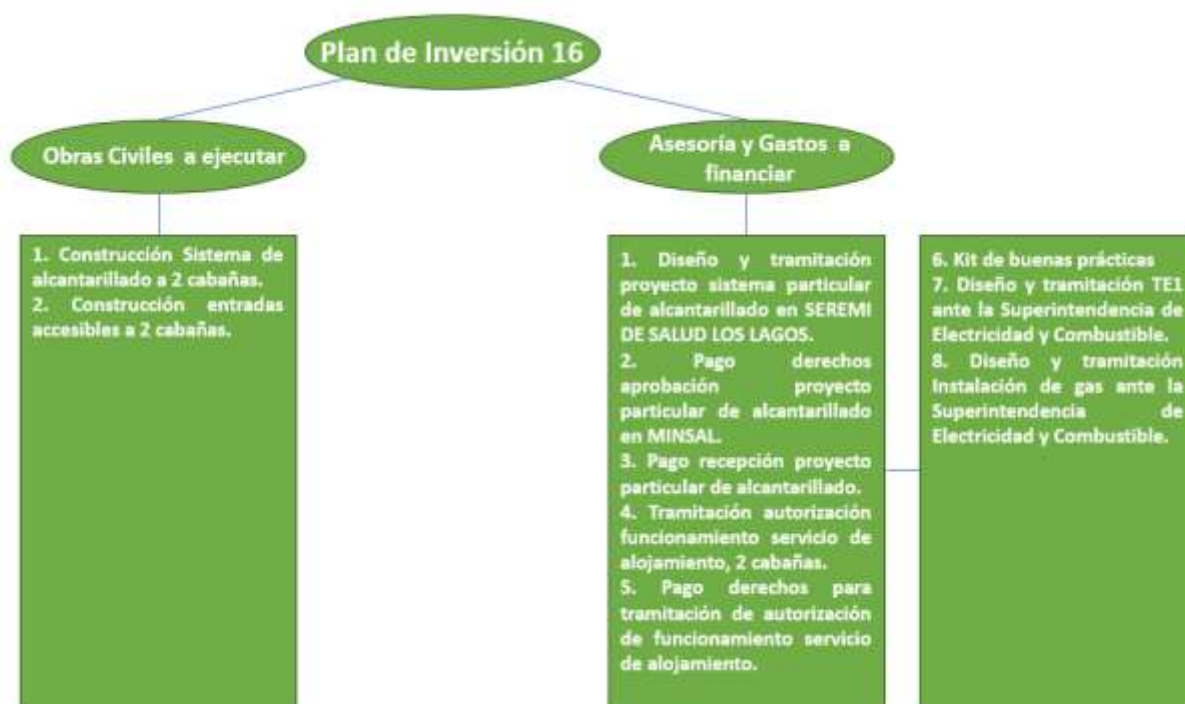 Plan de Inversión 16
Obras Civiles a ejecutar
Asesoría y Gastos a
financiar
1. Construcción Sistema de
alcantarillado a 2 cabañas.
2. Construcción entradas
accesibles a 2 cabañas.
1. Diseño y tramitación
proyecto sistema particular
de alcantarillado en SEREMI
DE SALUD LOS LAGOS.
2. Pago derechos
aprobación proyecto
particular de alcantarillado
en MINSAL.
3. Pago recepción proyecto
particular de alcantarillado.
4. Tramitación autorización
funcionamiento servicio de
alojamiento, 2 cabañas.
5. Pago derechos para
tramitación de autorización
de funcionamiento servicio
de alojamiento.
6. Kit de buenas prácticas
7. Diseño y tramitación TE1
ante la Superintendencia de
Electricidad y Combustible.
8. Diseño y tramitación
Instalación de gas ante la
Superintendencia de
Electricidad y Combustible.